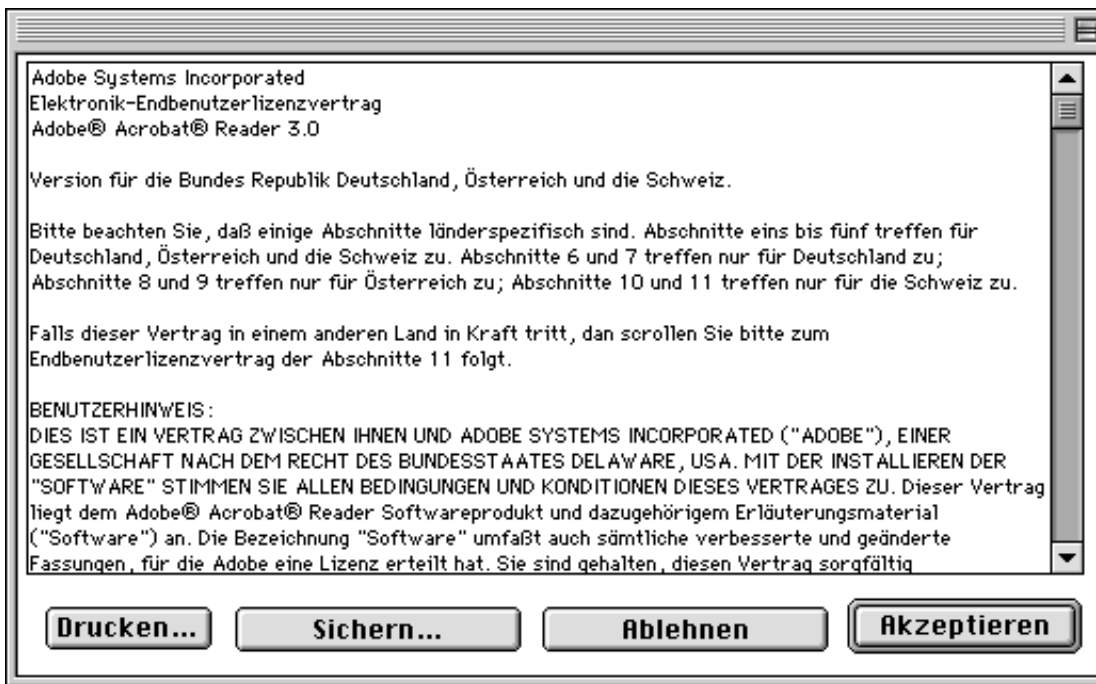 Adobe Systems Incorporated
Elektronik-Endbenutzerlizenzvertrag
Adobe® Acrobat® Reader 3.0
Version für die Bundes Republik Deutschland, Österreich und die Schweiz.
Bitte beachten Sie, daß einige Abschnitte länderspezifisch sind. Abschnitte eins bis fünf treffen für
Deutschland, Österreich und die Schweiz zu. Abschnitte 6 und 7 treffen nur für Deutschland zu;
Abschnitte 8 und 9 treffen nur für Österreich zu; Abschnitte 10 und 11 treffen nur für die Schweiz zu.
Falls dieser Vertrag in einem anderen Land in Kraft tritt, dan scrollen Sie bitte zum
Endbenutzerlizenzvertrag der Abschnitte 11 folgt.
BENUTZERHINWEIS:
DIES IST EIN VERTRAG ZWISCHEN IHNEN UND ADOBE SYSTEMS INCORPORATED ("ADOBE"), EINER
GESELLSCHAFT NACH DEM RECHT DES BUNDESSTAATES DELAWARE, USA. MIT DER INSTALLIEREN DER
"SOFTWARE" STIMMEN SIE ALLEN BEDINGUNGEN UND KONDITIONEN DIESES VERTRAGES ZU. Dieser Vertrag
liegt dem Adobe® Acrobat® Reader Softwareprodukt und dazugehörigem Erläuterungsmaterial
("Software") an. Die Bezeichnung "Software" umfaßt auch sämtliche verbesserte und geänderte
Fassungen, für die Adobe eine Lizenz erteilt hat. Sie sind gehalten, diesen Vertrag sorgfältig
Drucken... Sichern... Ablehnen Akzeptieren